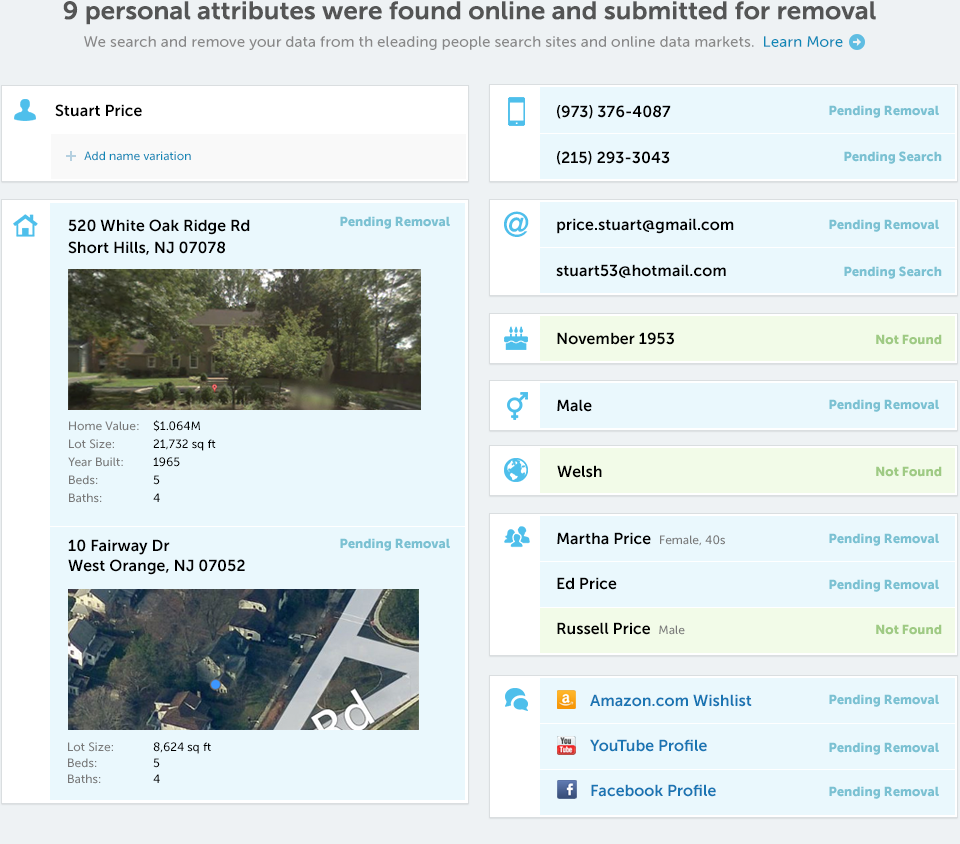 9 personal attributes were found online and submitted for removal
We search and remove your data from th eleading people search sites and online data markets. Learn More
Stuart Price
Add name variation
520 White Oak Ridge Rd Pending Removal
Short Hills, NJ 07078
Home Value: $1.064M
Lot Size: 21,732 sq ft
Year Built: 1965
Beds: 5
Baths: 4
10 Fairway Dr Pending Removal
West Orange, NJ 07052
Rd
Lot Size: 8,624 sq ft
Beds: 5
Baths: 4
(973) 376-4087 Pending Removal
(215) 293-3043 Pending Search
@
price.stuart@gmail.com Pending Removal
stuart53@hotmail.com Pending Search
November 1953 Not Found
Male Pending Removal
Welsh Not Found
Martha Price Female, 40s Pending Removal
Ed Price Pending Removal
Russell Price Male Not Found
a Amazon.com Wishlist Pending Removal
You Tube YouTube Profile Pending Removal
f Facebook Profile Pending Removal